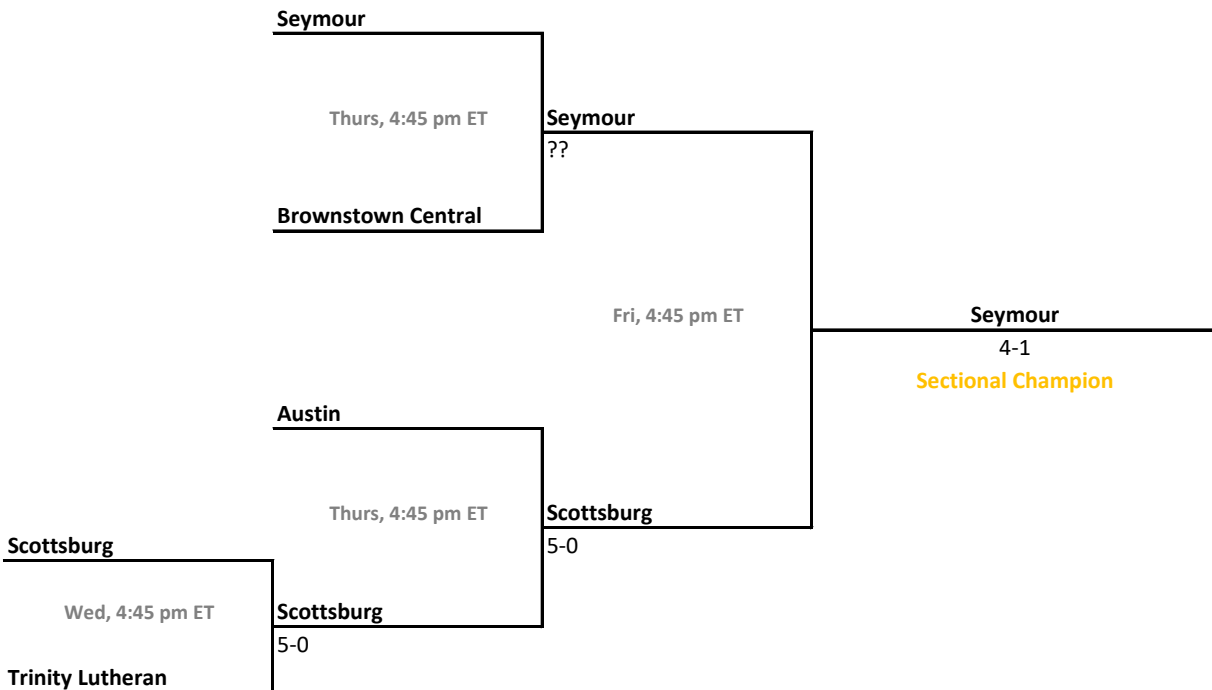 Seymour
Thurs, 4:45 pm ET
Seymour
??
Brownstown Central
Fri, 4:45 pm ET
Seymour
4-1
Sectional Champion
Austin
Thurs, 4:45 pm ET
Scottsburg
5-0
Scottsburg
Wed, 4:45 pm ET
Scottsburg
5-0
Trinity Lutheran